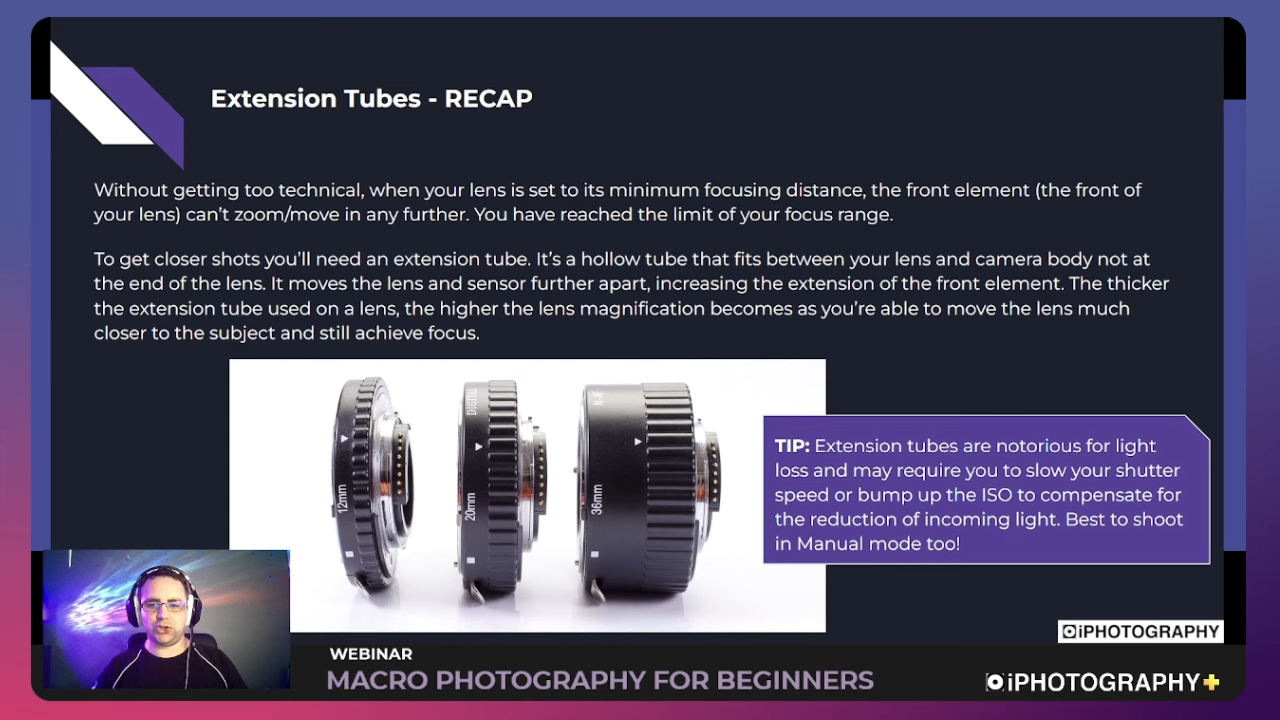 Extension Tubes - RECAP
Without getting too technical, when your lens is set to its minimum focusing distance, the front element (the front of
your lens) can't zoom/move in any further. You have reached the limit of your focus range.
To get closer shots you'll need an extension tube. It's a hollow tube that fits between your lens and camera body not at
the end of the lens. It moves the lens and sensor further apart, increasing the extension of the front element. The thicker
the extension tube used on a lens, the higher the lens magnification becomes as you're able to move the lens much
closer to the subject and still achieve focus.
12mm
20mm
DIGITAL
36mm
N-AF
TIP: Extension tubes are notorious for light
loss and may require you to slow your shutter
speed or bump up the ISO to compensate for
the reduction of incoming light. Best to shoot
in Manual mode too!
iPHOTOGRAPHY
WEBINAR
MACRO PHOTOGRAPHY FOR BEGINNERS
iPHOTOGRAPHY+